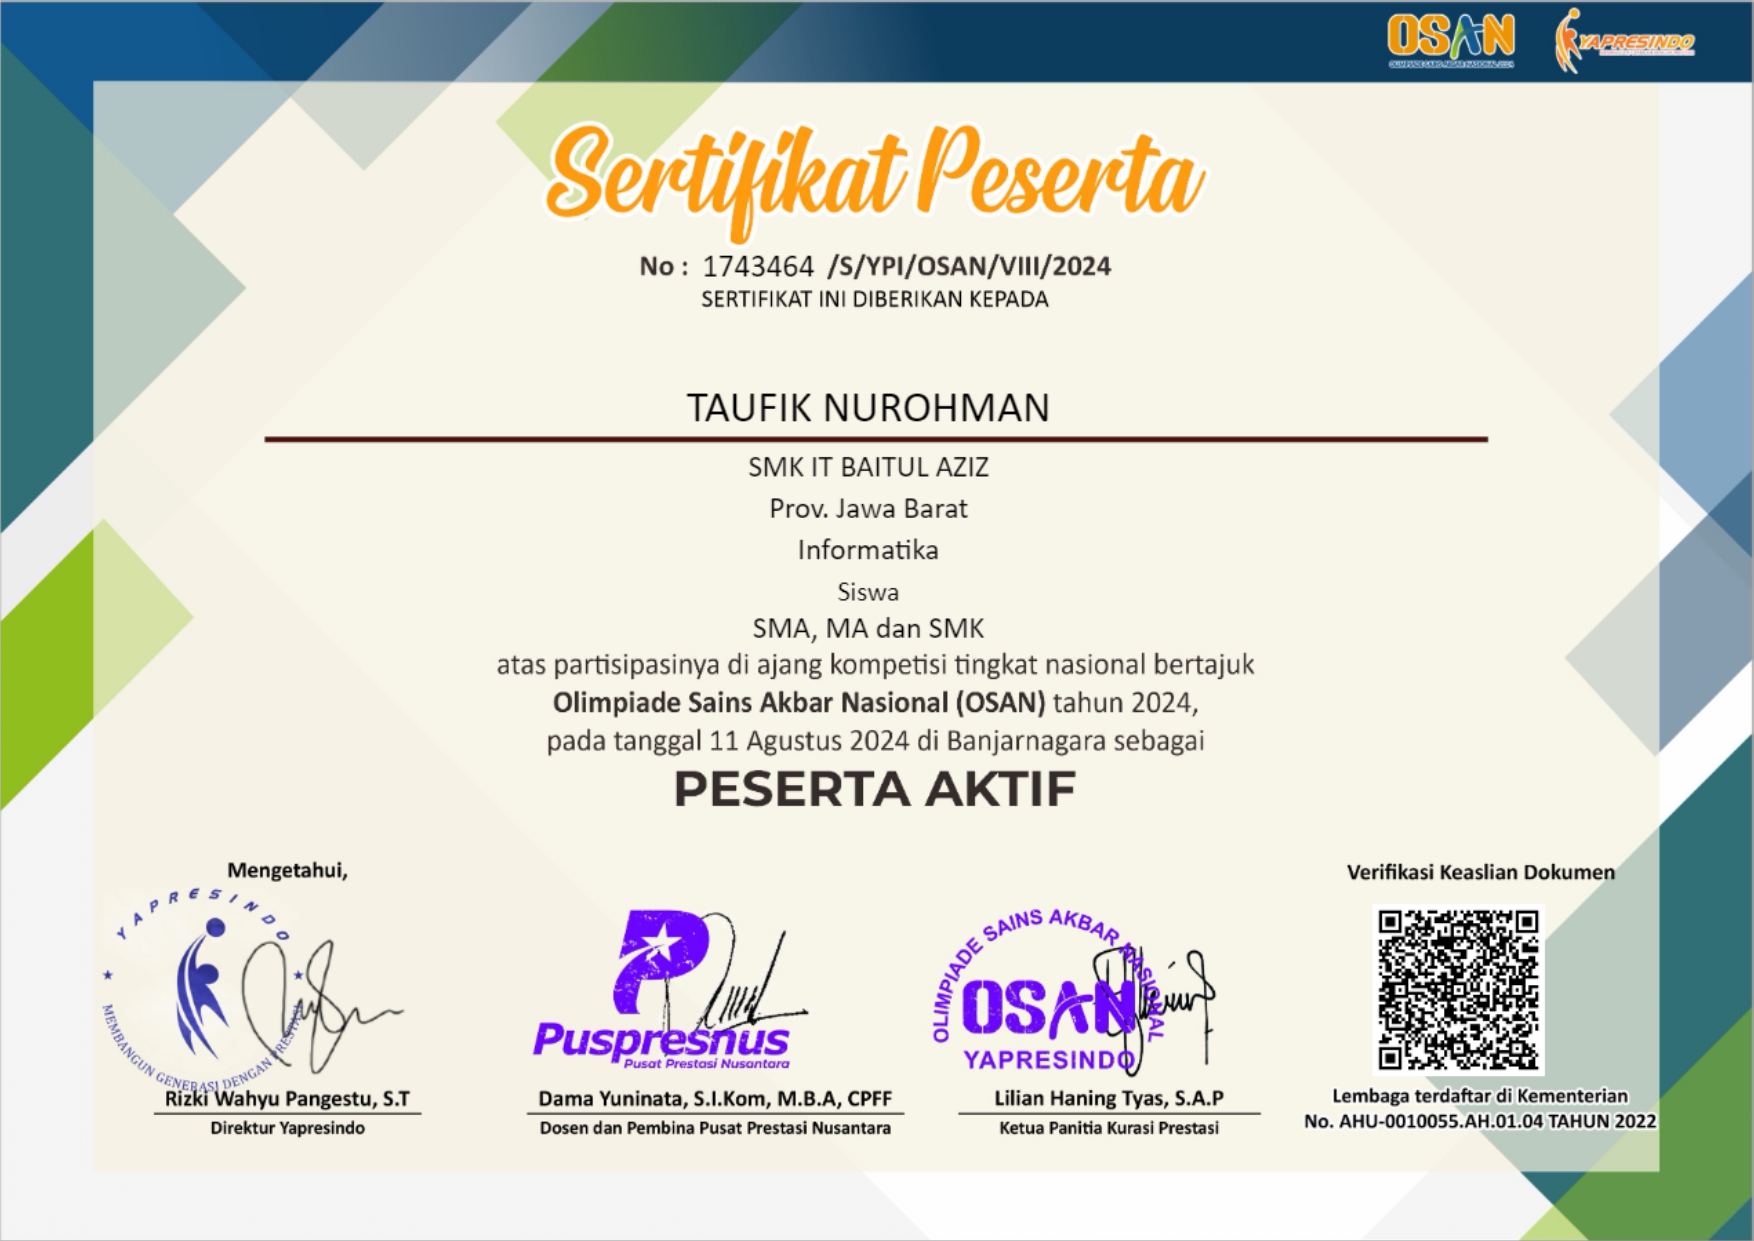 OSAN
YAPRESINDO
Sertifikat Peserta
No : 1743464 /S/YPI/OSAN/VIII/2024
SERTIFIKAT INI DIBERIKAN KEPADA
TAUFIK NUROHMAN
SMK IT BAITUL AZIZ
Prov. Jawa Barat
Informatika
Siswa
SMA, MA dan SMK
atas partisipasinya di ajang kompetisi tingkat nasional bertajuk
Olimpiade Sains Akbar Nasional (OSAN) tahun 2024,
pada tanggal 11 Agustus 2024 di Banjarnagara sebagai
PESERTA AKTIF
Mengetahui,
YAPRESINDO
MEMBANGUN GENERASI DENGAN PRESTASI
Rizki Wahyu Pangestu, S.T
Direktur Yapresindo
Puspresnus
Pusat Prestasi Nusantara
Dama Yuninata, S.I.Kom, M.B.A, CPFF
Dosen dan Pembina Pusat Prestasi Nusantara
OLIMPIADE SAINS AKBAR NASIONAL
OSAN
YAPRESINDO
Lilian Haning Tyas, S.A.P
Ketua Panitia Kurasi Prestasi
Verifikasi Keaslian Dokumen
Lembaga terdaftar di Kementerian
No. AHU-0010055.AH.01.04 TAHUN 2022